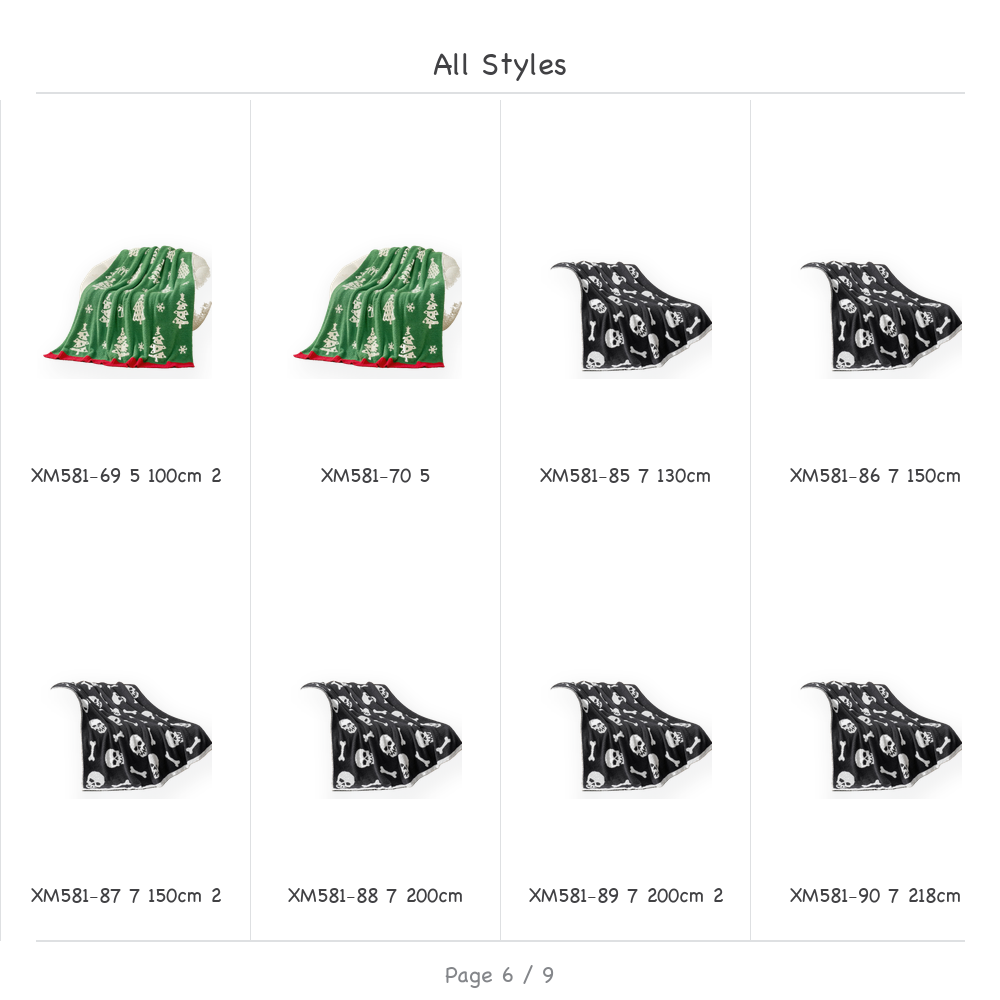 All Styles
XM581-69 5 100cm 2
XM581-70 5
XM581-85 7 130cm
XM581-86 7 150cm
XM581-87 7 150cm 2
XM581-88 7 200cm
XM581-89 7 200cm 2
XM581-90 7 218cm
Page 6 / 9